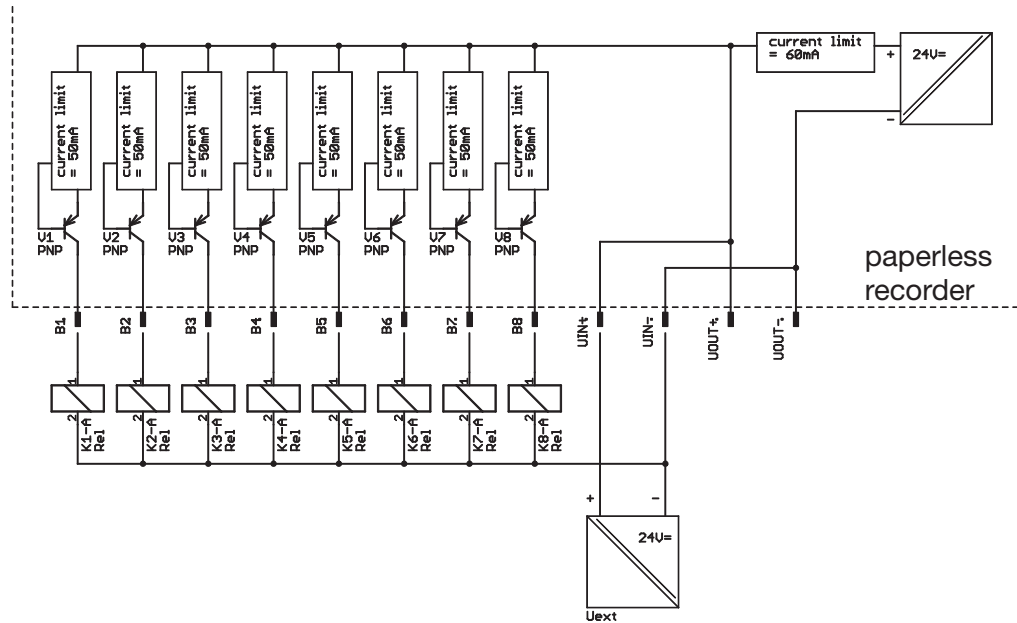 current limit
= 60mA
+
24V=
-
current limit
= 50mA
current limit
= 50mA
current limit
= 50mA
current limit
= 50mA
current limit
= 50mA
current limit
= 50mA
current limit
= 50mA
current limit
= 50mA
V1
PNP
V2
PNP
V3
PNP
V4
PNP
V5
PNP
V6
PNP
V7
PNP
V8
PNP
paperless
recorder
B1
B2
B3
B4
B5
B6
B7
B8
UIN+
UIN-
UOUT+
UOUT-
1
2
K1-A
Rel
1
2
K2-A
Rel
1
2
K3-A
Rel
1
2
K4-A
Rel
1
2
K5-A
Rel
1
2
K6-A
Rel
1
2
K7-A
Rel
1
2
K8-A
Rel
+
-
24V=
Uext